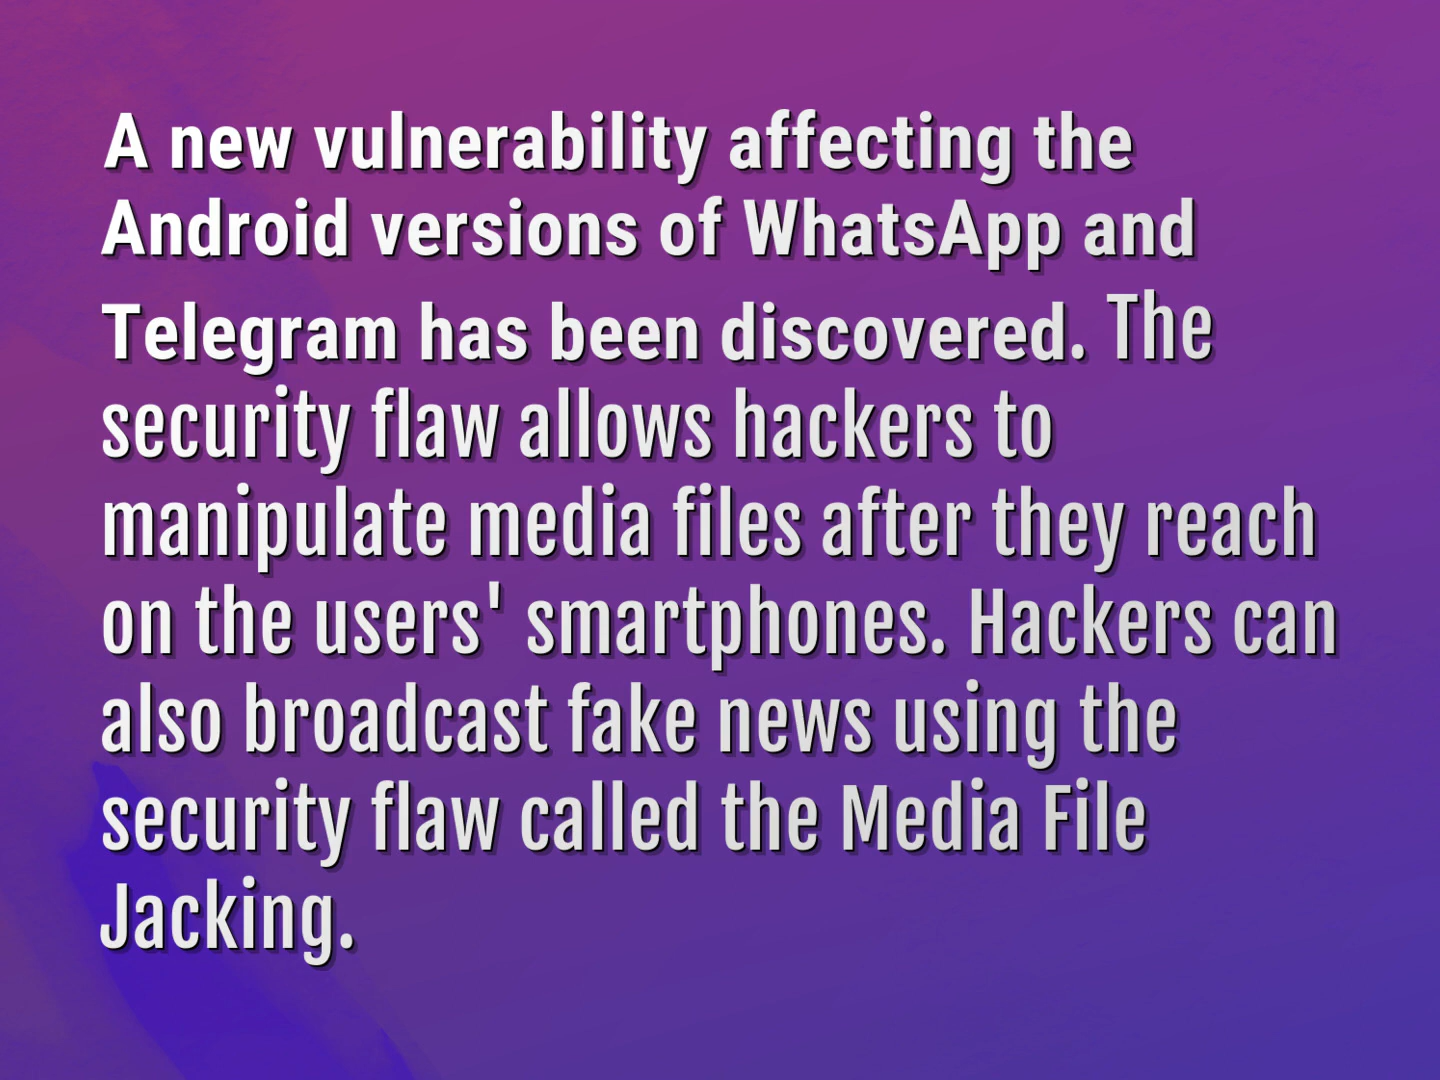 A new vulnerability affecting the
Android versions of WhatsApp and
Telegram has been discovered. The
security flaw allows hackers to
manipulate media files after they reach
on the users' smartphones. Hackers can
also broadcast fake news using the
security flaw called the Media File
Jacking.